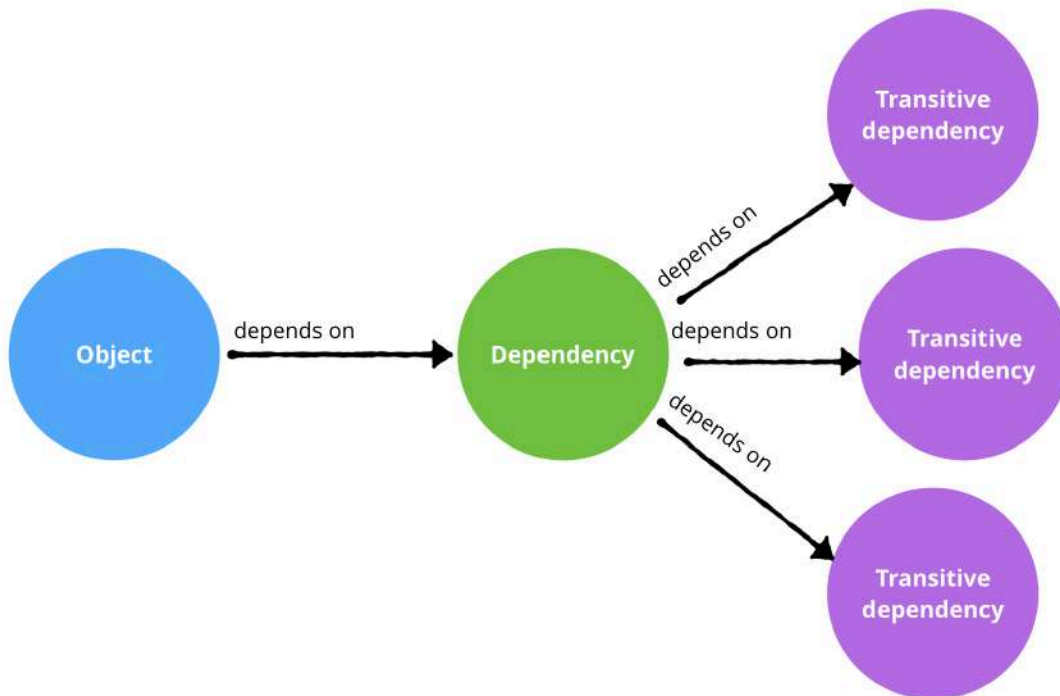 Object
depends on
Dependency
depends on
Transitive
dependency
depends on
Transitive
dependency
depends on
Transitive
dependency